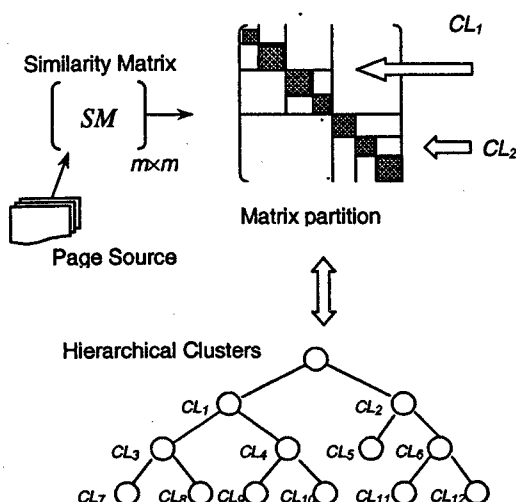 CL1
Similarity Matrix
SM
m×m
CL2
Matrix partition
Page Source
Hierarchical Clusters
CL1
CL2
CL3
CL4
CL5
CL6
CL7
CL8
CL9
CL10
CL11
CL12